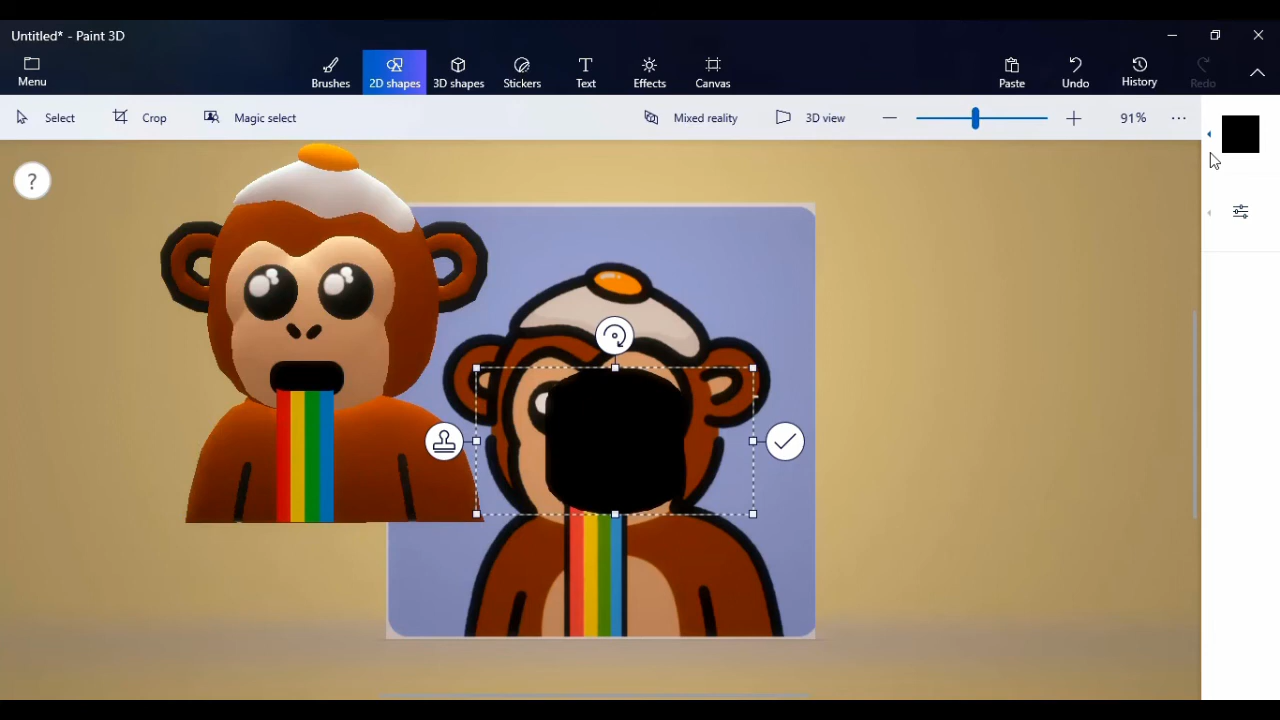 Untitled* - Paint 3D
Menu
Brushes
2D shapes
3D shapes
Stickers
Text
Effects
Canvas
Paste
Undo
History
Redo
Select
Crop
Magic select
Mixed reality
3D view
91%
?